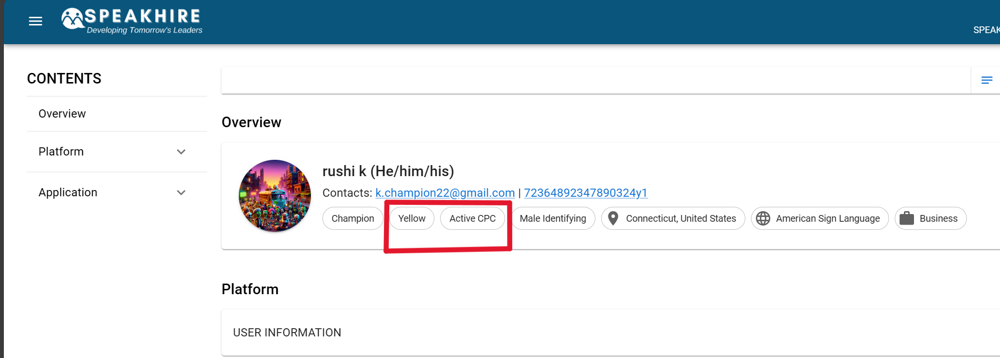 SPEAKHIRE
Developing Tomorrow's Leaders
SPEAK
CONTENTS
Overview
Platform
Application
Overview
rushi k (He/him/his)
Contacts: k.champion22@gmail.com | 72364892347890324y1
Champion Yellow Active CPC Male Identifying Connecticut, United States American Sign Language Business
Platform
USER INFORMATION